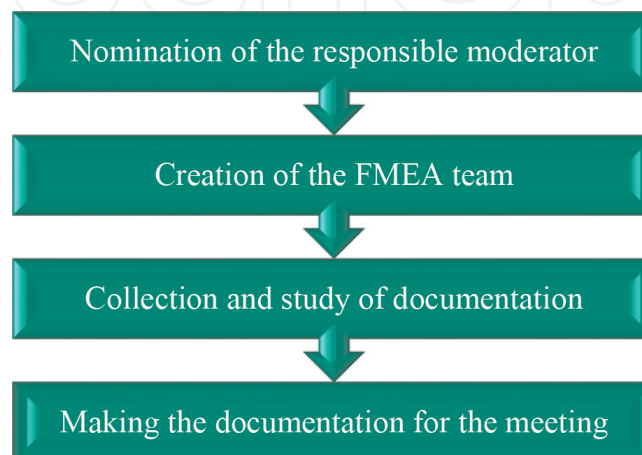 Nomination of the responsible moderator
Creation of the FMEA team
Collection and study of documentation
Making the documentation for the meeting